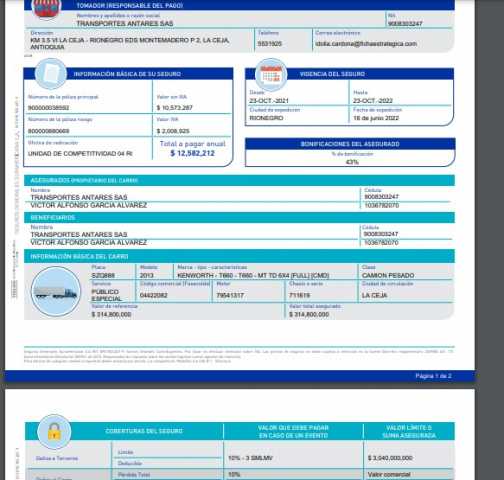 TOMADOR (RESPONSABLE DEL PAGO)
Nombres y apellidos o razón social
Nit
TRANSPORTES ANTARES SAS
9008303247
Dirección
Teléfono
Correo electrónico
KM 3.5 VI LA CEJA - RIONEGRO EDS MONTEMADERO P 2, LA CEJA,
ANTIOQUIA
5531925
idolia.cardona@fichaestrategica.com
INFORMACIÓN BÁSICA DE SU SEGURO
Número de la póliza principal
Valor sin IVA
900000038592
$ 10,573,287
Número de la póliza riesgo
Valor IVA
800000880669
$ 2,008,925
Oficina de radicación
Total a pagar anual
UNIDAD DE COMPETITIVIDAD 04 RI
$ 12,582,212
VIGENCIA DEL SEGURO
Desde
Hasta
23-OCT.-2021
23-OCT.-2022
Ciudad de expedición
Fecha de expedición
RIONEGRO
16 de junio 2022
BONIFICACIONES DEL ASEGURADO
% de bonificación
43%
ASEGURADOS (PROPIETARIO DEL CARRO)
Nombre
Cédula
TRANSPORTES ANTARES SAS
9008303247
VICTOR ALFONSO GARCIA ALVAREZ
1036782070
BENEFICIARIOS
Nombre
Cédula
TRANSPORTES ANTARES SAS
9008303247
VICTOR ALFONSO GARCIA ALVAREZ
1036782070
INFORMACIÓN BÁSICA DEL CARRO
Placa
Modelo
Marca - tipo - características
Clase
SZQ888
2013
KENWORTH - T660 - T660 - MT TD 6X4 [FULL] [CMD]
CAMION PESADO
Servicio
Código comercial (Fasecolda)
Motor
Chasis o serie
Ciudad de circulación
PÚBLICO
ESPECIAL
04422082
79541317
711619
LA CEJA
Valor de referencia
Valor total asegurado
$ 314,800,000
$ 314,800,000
Página 1 de 2
COBERTURAS DEL SEGURO
VALOR QUE DEBE PAGAR
EN CASO DE UN EVENTO
VALOR LÍMITE O
SUMA ASEGURADA
Daños a Terceros
Límite
Deducible
10% - 3 SMLMV
$ 3,040,000,000
Pérdida Total
10%
Valor comercial